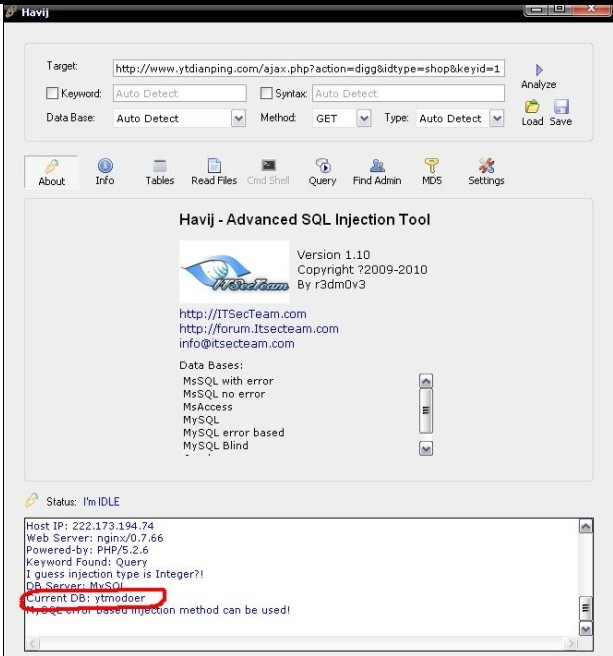 Havij
Target: http://www.ytdianping.com/ajax.php?action=digg&idtype=shop&keyid=1
Analyze
Keyword: Auto Detect Syntax: Auto Detect
Data Base: Auto Detect Method: GET Type: Auto Detect
Load Save
About Info Tables Read Files Cmd Shell Query Find Admin MD5 Settings
Havij - Advanced SQL Injection Tool
ITSecTeam
Version 1.10
Copyright ?2009-2010
By r3dm0v3
http://ITSecTeam.com
http://forum.Itsecteam.com
info@itsecteam.com
Data Bases:
MsSQL with error
MsSQL no error
MsAccess
MySQL
MySQL error based
MySQL Blind
Status: I'm IDLE
Host IP: 222.173.194.74
Web Server: nginx/0.7.66
Powered-by: PHP/5.2.6
Keyword Found: Query
I guess injection type is Integer?!
DB Server: MySQL
Current DB: ytmodoer
MySQL error based injection method can be used!